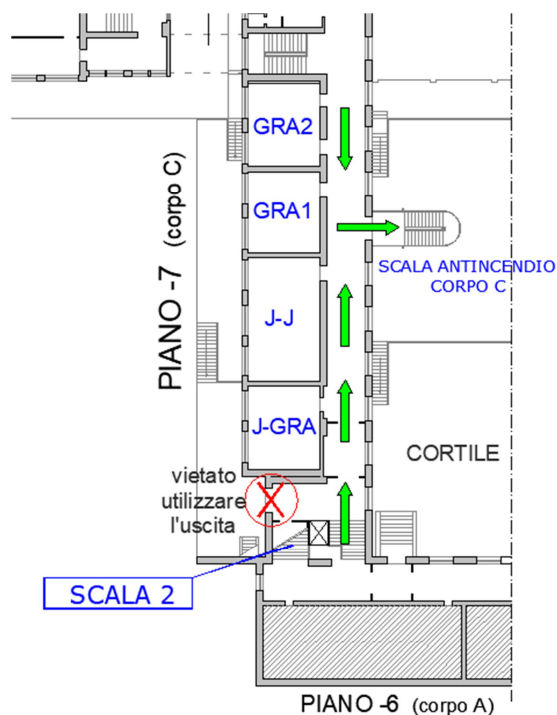 GRA2
GRA1
J-J
J-GRA
PIANO -7 (corpo C)
SCALA ANTINCENDIO
CORPO C
CORTILE
vietato
utilizzare
l'uscita
SCALA 2
PIANO -6 (corpo A)